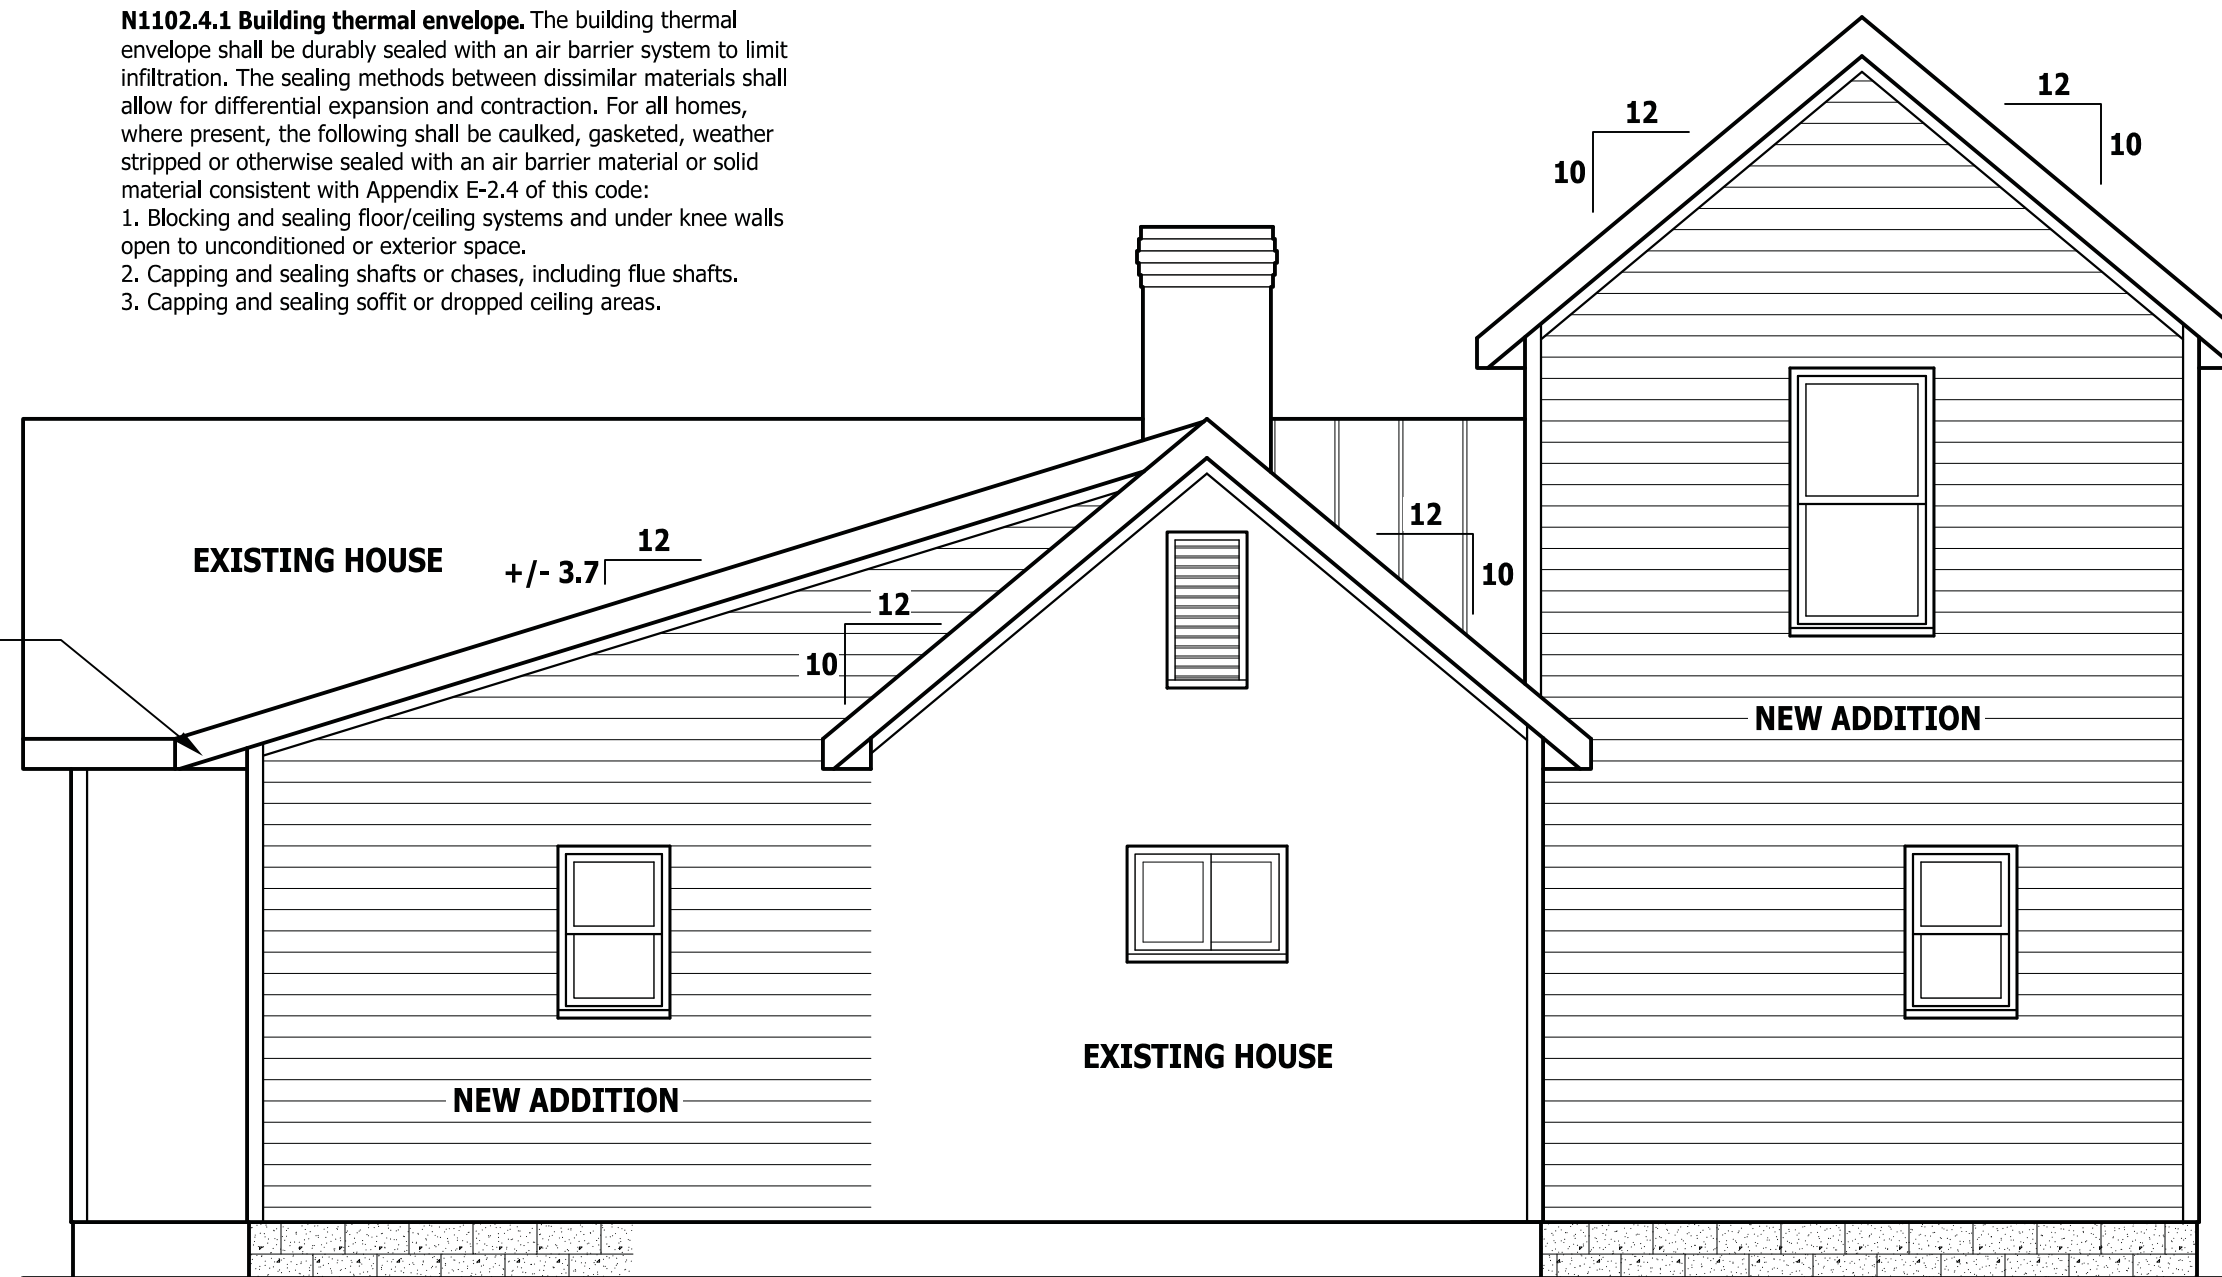 N1102.4.1 Building thermal envelope. The building thermal
envelope shall be durably sealed with an air barrier system to limit
infiltration. The sealing methods between dissimilar materials shall
allow for differential expansion and contraction. For all homes,
where present, the following shall be caulked, gasketed, weather
stripped or otherwise sealed with an air barrier material or solid
material consistent with Appendix E-2.4 of this code:
1. Blocking and sealing floor/ceiling systems and under knee walls
open to unconditioned or exterior space.
2. Capping and sealing shafts or chases, including flue shafts.
3. Capping and sealing soffit or dropped ceiling areas.
12
10
12
10
EXISTING HOUSE
12
+/- 3.7
12
10
12
10
NEW ADDITION
EXISTING HOUSE
NEW ADDITION